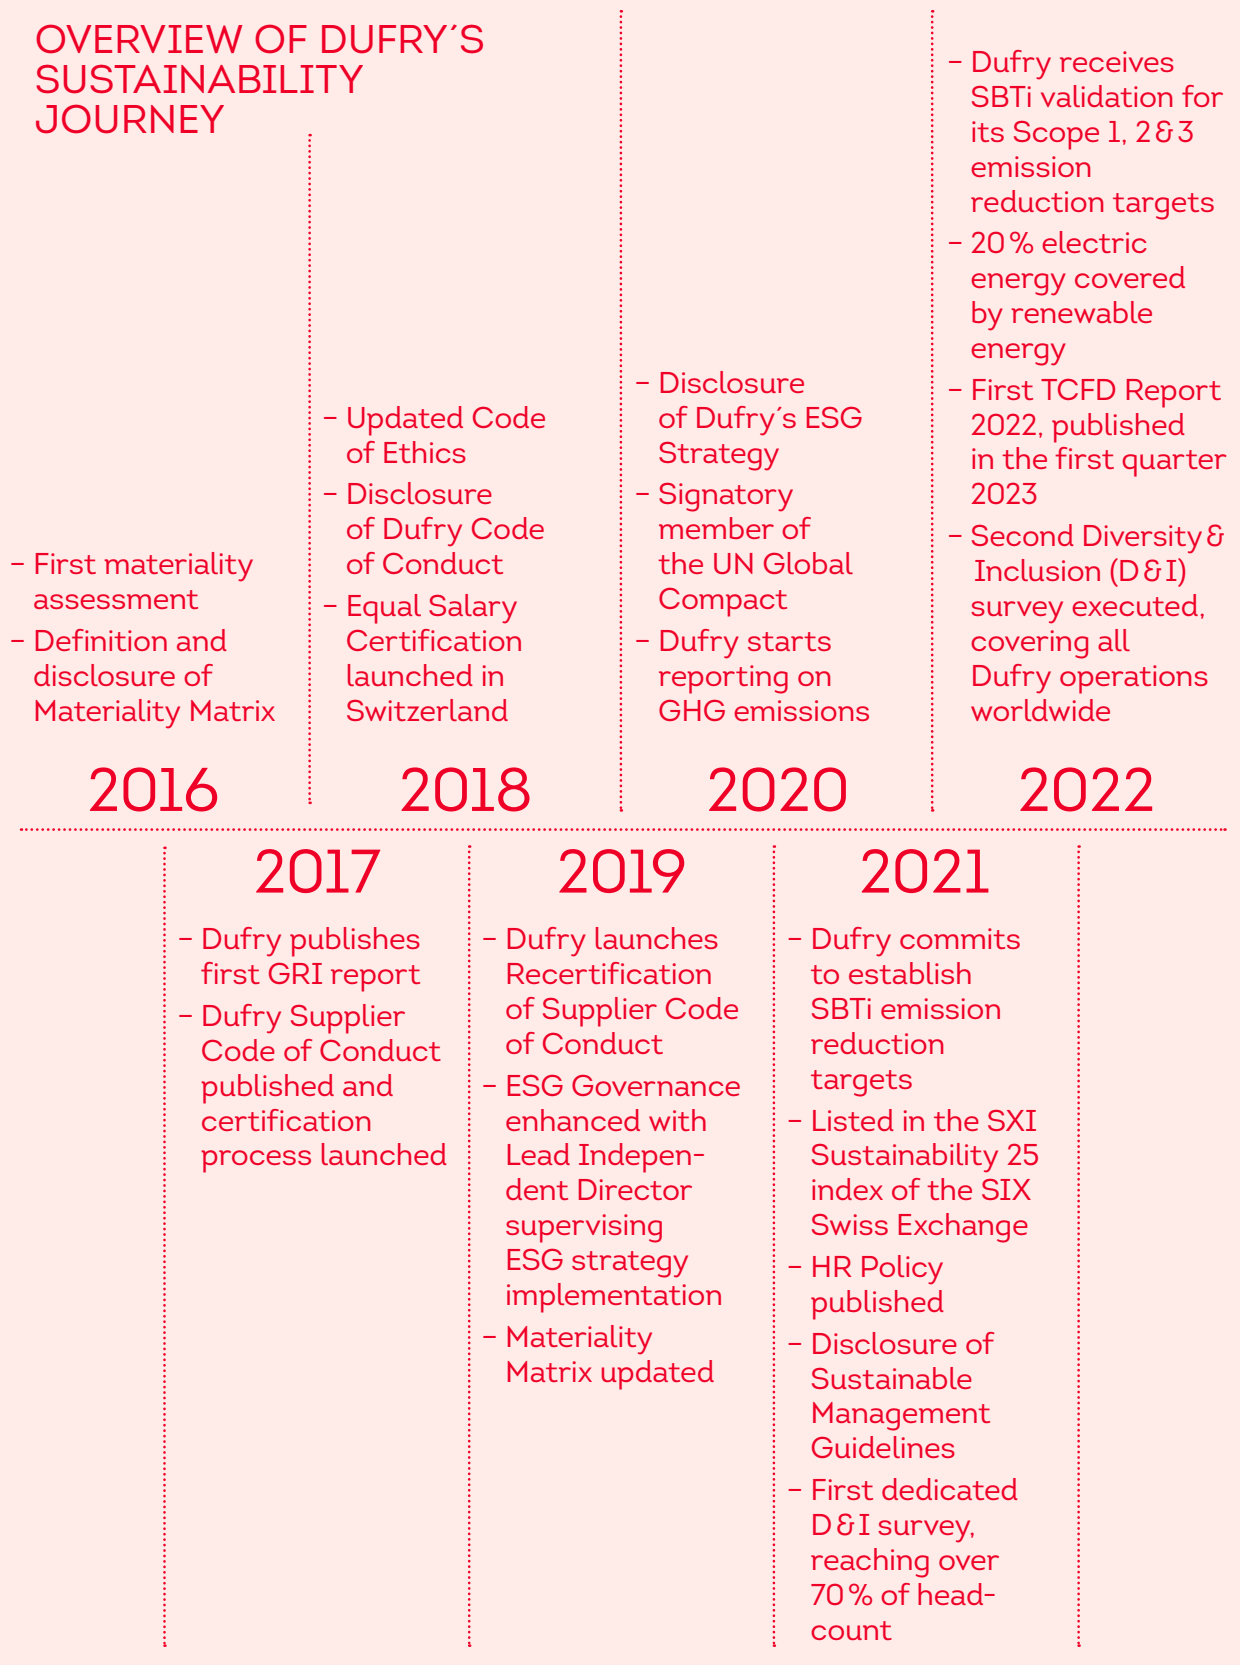 OVERVIEW OF DUFRY´S
SUSTAINABILITY
JOURNEY
– First materiality
assessment
– Definition and
disclosure of
Materiality Matrix
2016
– Updated Code
of Ethics
– Disclosure
of Dufry Code
of Conduct
– Equal Salary
Certification
launched in
Switzerland
2018
– Disclosure
of Dufry´s ESG
Strategy
– Signatory
member of
the UN Global
Compact
– Dufry starts
reporting on
GHG emissions
2020
– Dufry receives
SBTi validation for
its Scope 1, 2 & 3
emission
reduction targets
– 20 % electric
energy covered
by renewable
energy
– First TCFD Report
2022, published
in the first quarter
2023
– Second Diversity &
Inclusion (D & I)
survey executed,
covering all
Dufry operations
worldwide
2022
2017
– Dufry publishes
first GRI report
– Dufry Supplier
Code of Conduct
published and
certification
process launched
2019
– Dufry launches
Recertification
of Supplier Code
of Conduct
– ESG Governance
enhanced with
Lead Indepen-
dent Director
supervising
ESG strategy
implementation
– Materiality
Matrix updated
2021
– Dufry commits
to establish
SBTi emission
reduction
targets
– Listed in the SXI
Sustainability 25
index of the SIX
Swiss Exchange
– HR Policy
published
– Disclosure of
Sustainable
Management
Guidelines
– First dedicated
D & I survey,
reaching over
70 % of head-
count